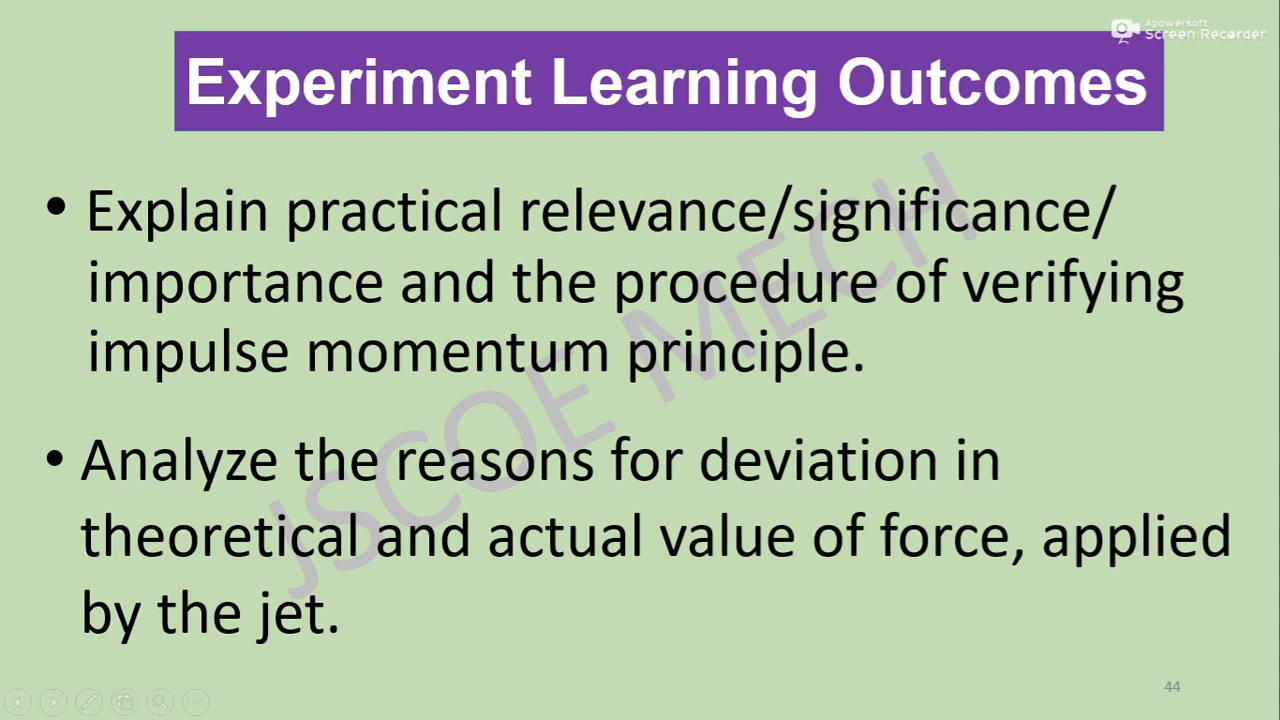 Apowersoft
Screen Recorder
Experiment Learning Outcomes
• Explain practical relevance/significance/
importance and the procedure of verifying
impulse momentum principle.
• Analyze the reasons for deviation in
theoretical and actual value of force, applied
by the jet.
JSCOE MECH
44